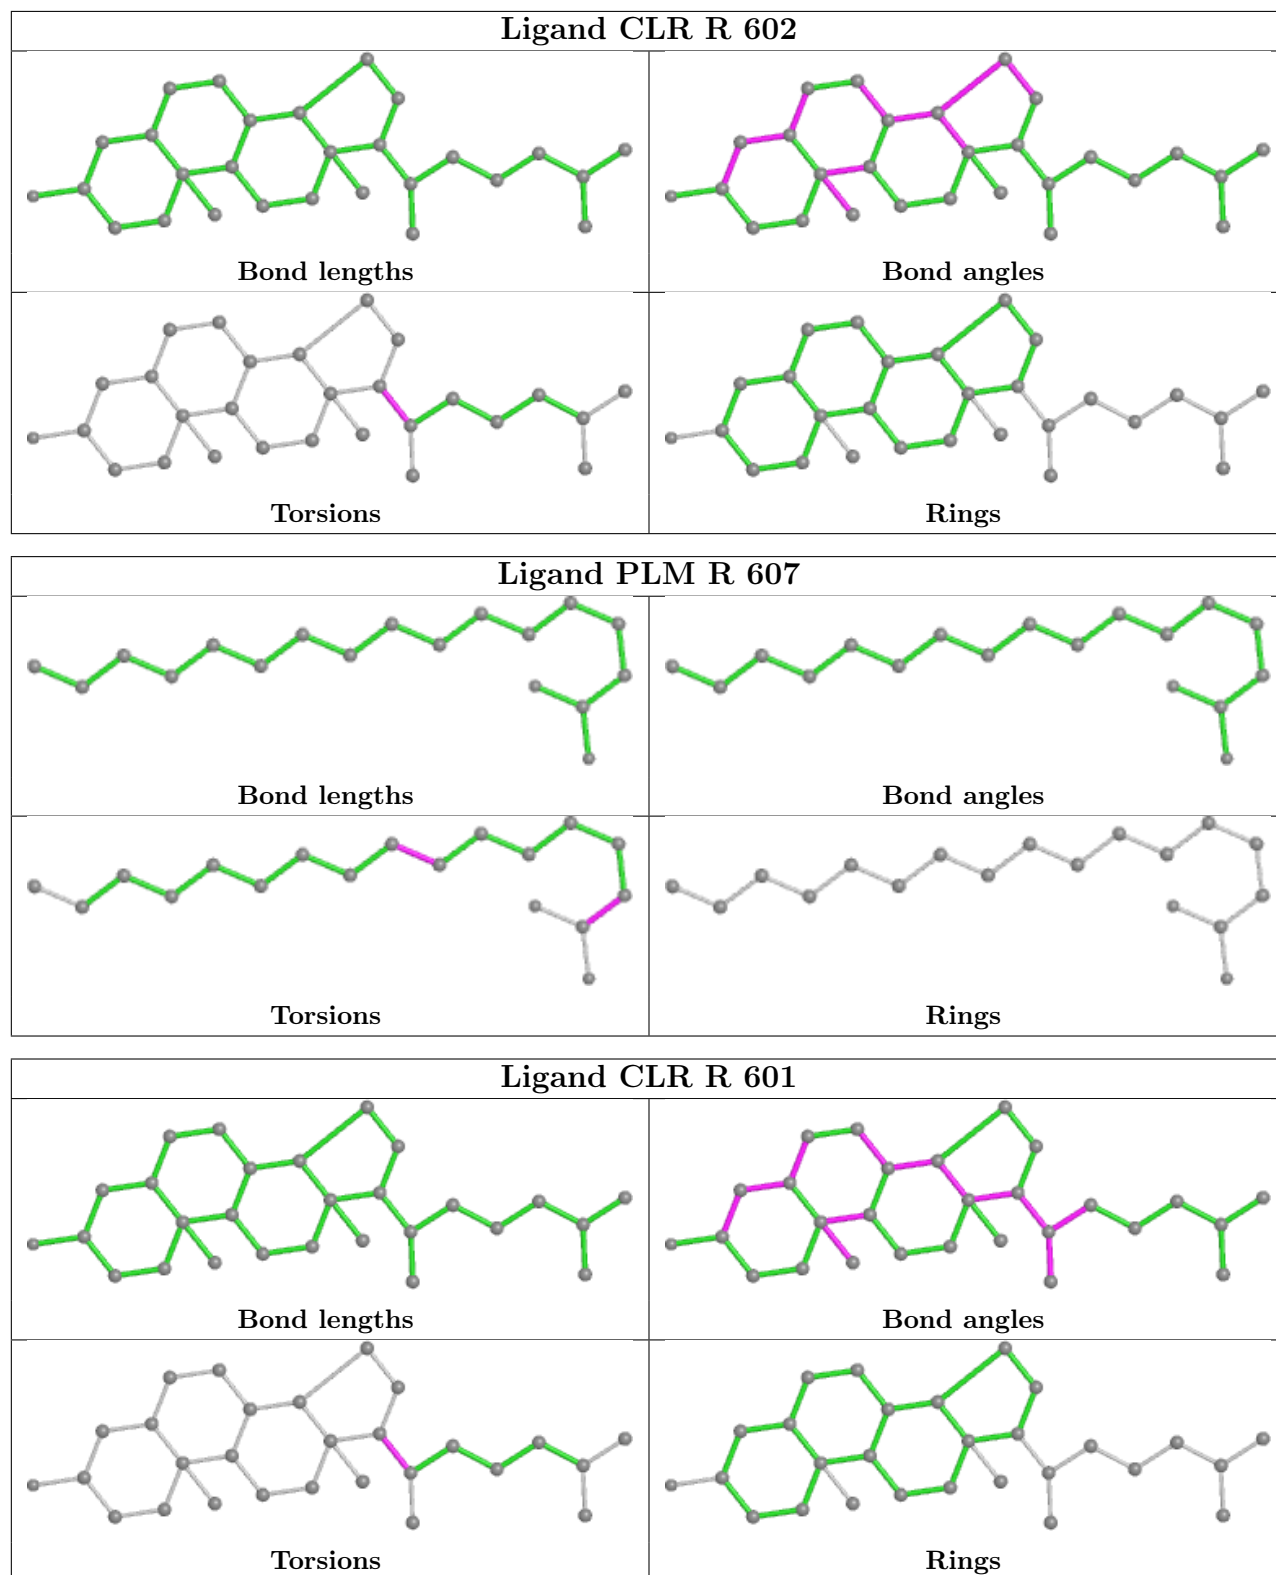 Ligand CLR R 602
Bond lengths
Bond angles
Torsions
Rings
Ligand PLM R 607
Bond lengths
Bond angles
Torsions
Rings
Ligand CLR R 601
Bond lengths
Bond angles
Torsions
Rings